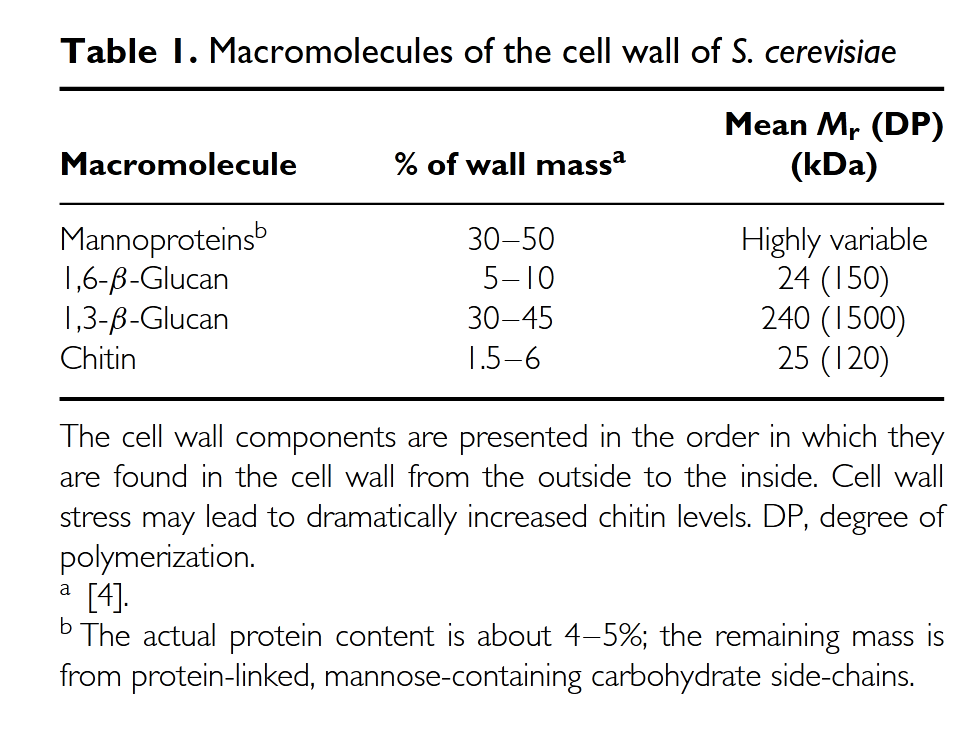 Table 1. Macromolecules of the cell wall of S. cerevisiae
Mean Mr (DP)
Macromolecule % of wall massa (kDa)
Mannoproteinsb 30–50 Highly variable
1,6-β-Glucan 5–10 24 (150)
1,3-β-Glucan 30–45 240 (1500)
Chitin 1.5–6 25 (120)
The cell wall components are presented in the order in which they
are found in the cell wall from the outside to the inside. Cell wall
stress may lead to dramatically increased chitin levels. DP, degree of
polymerization.
a [4].
b The actual protein content is about 4–5%; the remaining mass is
from protein-linked, mannose-containing carbohydrate side-chains.